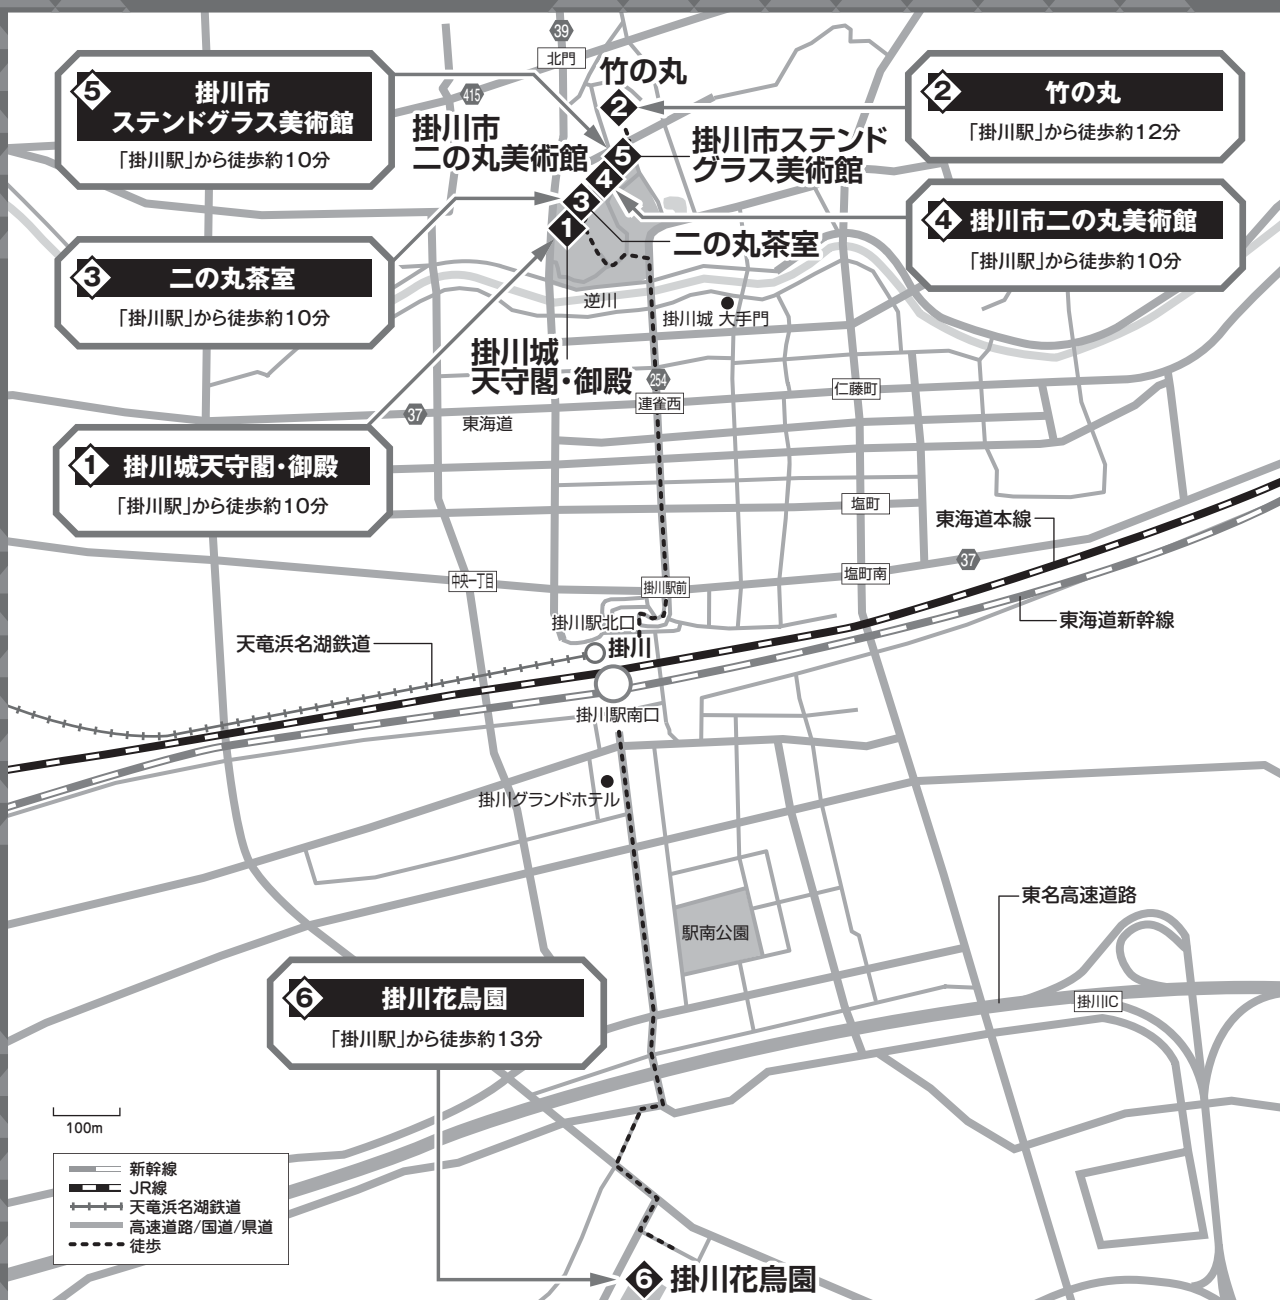 39
北門
415
5
掛川市
ステンドグラス美術館
「掛川駅」から徒歩約10分
竹の丸
2
2
竹の丸
「掛川駅」から徒歩約12分
掛川市
二の丸美術館
掛川市ステンド
グラス美術館
5
4
3
1
4
掛川市二の丸美術館
「掛川駅」から徒歩約10分
二の丸茶室
3
二の丸茶室
「掛川駅」から徒歩約10分
逆川
掛川城 大手門
掛川城
天守閣・御殿
254
連雀西
仁藤町
37
東海道
1
掛川城天守閣・御殿
「掛川駅」から徒歩約10分
塩町
東海道本線
37
中央一丁目
掛川駅前
塩町南
掛川駅北口
東海道新幹線
天竜浜名湖鉄道
掛川
掛川駅南口
掛川グランドホテル
東名高速道路
駅南公園
掛川IC
6
掛川花鳥園
「掛川駅」から徒歩約13分
100m
新幹線
JR線
天竜浜名湖鉄道
高速道路/国道/県道
徒歩
6
掛川花鳥園